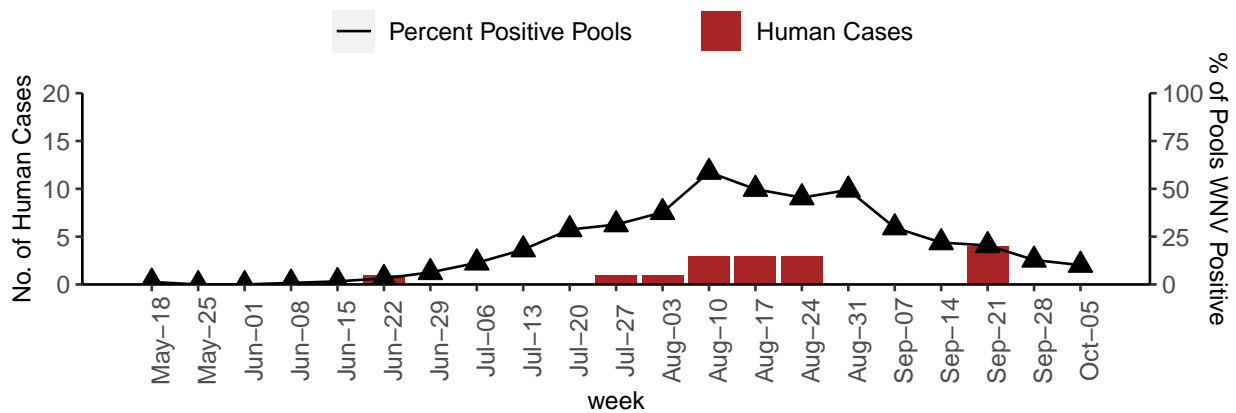 Percent Positive Pools
Human Cases
No. of Human Cases
20
15
10
5
0
% of Pools WNV Positive
100
75
50
25
0
May–18
May–25
Jun–01
Jun–08
Jun–15
Jun–22
Jun–29
Jul–06
Jul–13
Jul–20
Jul–27
Aug–03
Aug–10
Aug–17
Aug–24
Aug–31
Sep–07
Sep–14
Sep–21
Sep–28
Oct–05
week